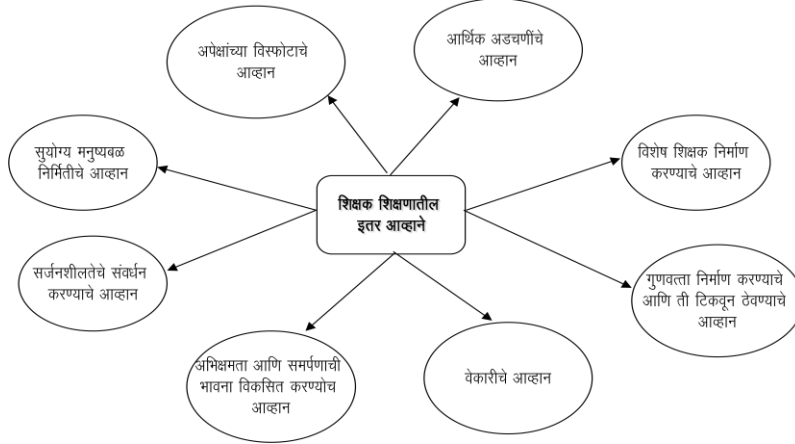 अपेक्षांच्या विस्फोटाचे
आव्हान
आर्थिक अडचणींचे
आव्हान
सुयोग्य मनुष्यबळ
निर्मितीचे आव्हान
विशेष शिक्षक निर्माण
करण्याचे आव्हान
शिक्षक शिक्षणातील
इतर आव्हाने
सर्जनशीलतेचे संवर्धन
करण्याचे आव्हान
गुणवत्ता निर्माण करण्याचे
आणि ती टिकवून ठेवण्याचे
आव्हान
अभिक्षमता आणि समर्पणाची
भावना विकसित करण्योच
आव्हान
वेकारीचे आव्हान